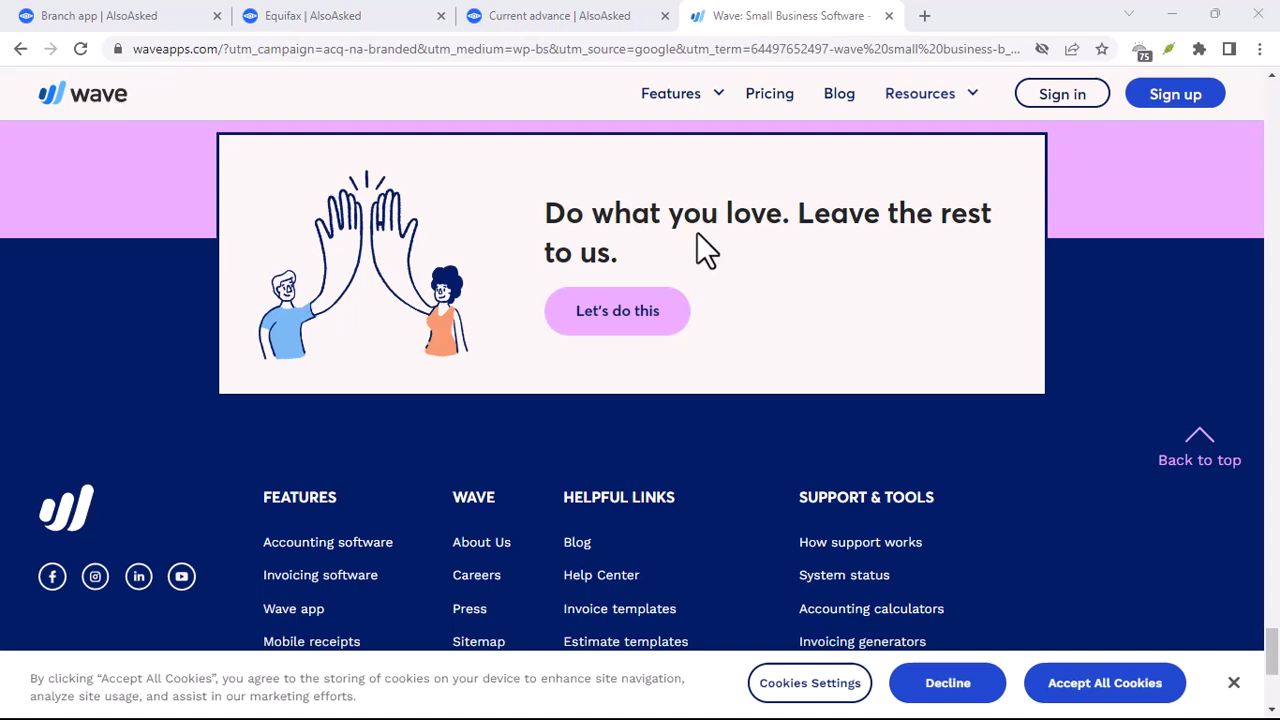 Branch app | AlsoAsked
Equifax | AlsoAsked
Current advance | AlsoAsked
Wave: Small Business Software -
waveapps.com/?utm_campaign=acq-na-branded&utm_medium=wp-bs&utm_source=google&utm_term=64497652497-wave%20small%20business-b_...
75
wave
Features
Pricing
Blog
Resources
Sign in
Sign up
Do what you love. Leave the rest
to us.
Let's do this
Back to top
FEATURES
Accounting software
Invoicing software
Wave app
Mobile receipts
WAVE
About Us
Careers
Press
Sitemap
HELPFUL LINKS
Blog
Help Center
Invoice templates
Estimate templates
SUPPORT & TOOLS
How support works
System status
Accounting calculators
Invoicing generators
By clicking “Accept All Cookies”, you agree to the storing of cookies on your device to enhance site navigation,
analyze site usage, and assist in our marketing efforts.
Cookies Settings
Decline
Accept All Cookies